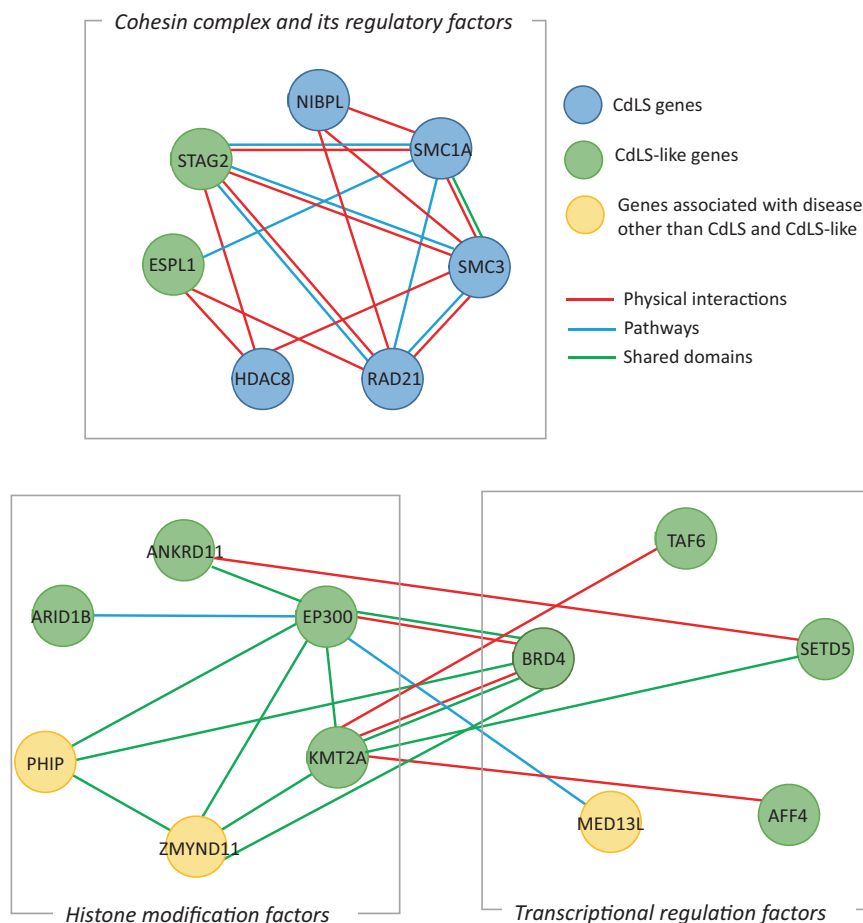 Cohesin complex and its regulatory factors
NIBPL
SMC1A
STAG2
ESPL1
SMC3
HDAC8
RAD21
CdLS genes
CdLS-like genes
Genes associated with disease
other than CdLS and CdLS-like
Physical interactions
Pathways
Shared domains
ANKRD11
ARID1B
EP300
PHIP
KMT2A
ZMYND11
Histone modification factors
TAF6
SETD5
BRD4
MED13L
AFF4
Transcriptional regulation factors